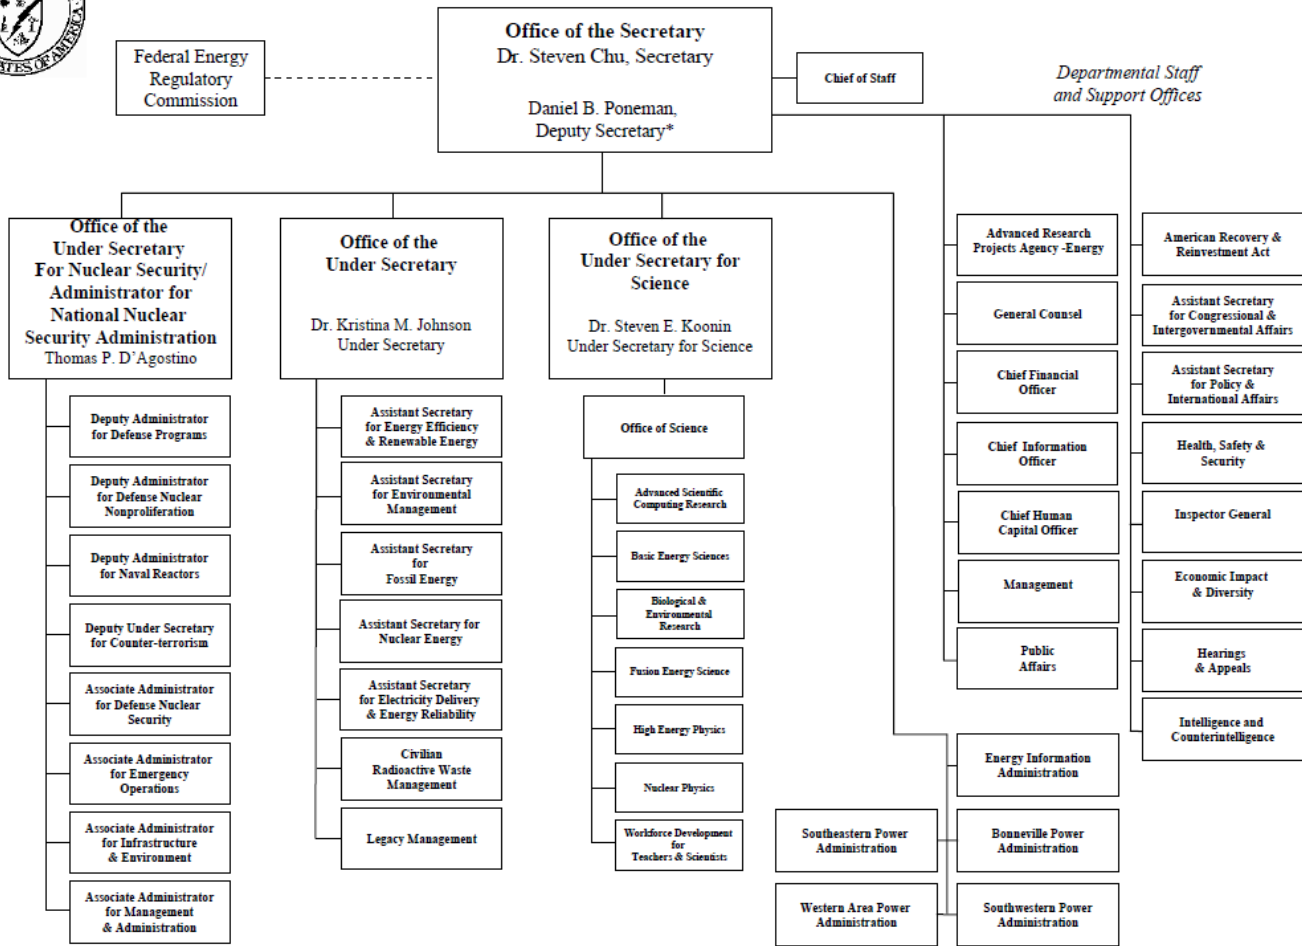 ATES OF AMERICA
Office of the Secretary
Dr. Steven Chu, Secretary
Daniel B. Poneman,
Deputy Secretary*
Federal Energy
Regulatory
Commission
Chief of Staff
Departmental Staff
and Support Offices
Office of the
Under Secretary
For Nuclear Security/
Administrator for
National Nuclear
Security Administration
Thomas P. D’Agostino
Deputy Administrator
for Defense Programs
Deputy Administrator
for Defense Nuclear
Nonproliferation
Deputy Administrator
for Naval Reactors
Deputy Under Secretary
for Counter-terrorism
Associate Administrator
for Defense Nuclear
Security
Associate Administrator
for Emergency
Operations
Associate Administrator
for Infrastructure
& Environment
Associate Administrator
for Management
& Administration
Office of the
Under Secretary
Dr. Kristina M. Johnson
Under Secretary
Assistant Secretary
for Energy Efficiency
& Renewable Energy
Assistant Secretary
for Environmental
Management
Assistant Secretary
for
Fossil Energy
Assistant Secretary for
Nuclear Energy
Assistant Secretary
for Electricity Delivery
& Energy Reliability
Civilian
Radioactive Waste
Management
Legacy Management
Office of the
Under Secretary for
Science
Dr. Steven E. Koonin
Under Secretary for Science
Office of Science
Advanced Scientific
Computing Research
Basic Energy Sciences
Biological &
Environmental
Research
Fusion Energy Science
High Energy Physics
Nuclear Physics
Workforce Development
for
Teachers & Scientists
Advanced Research
Projects Agency -Energy
General Counsel
Chief Financial
Officer
Chief Information
Officer
Chief Human
Capital Officer
Management
Public
Affairs
American Recovery &
Reinvestment Act
Assistant Secretary
for Congressional &
Intergovernmental Affairs
Assistant Secretary
for Policy &
International Affairs
Health, Safety &
Security
Inspector General
Economic Impact
& Diversity
Hearings
& Appeals
Intelligence and
Counterintelligence
Energy Information
Administration
Southeastern Power
Administration
Bonneville Power
Administration
Western Area Power
Administration
Southwestern Power
Administration